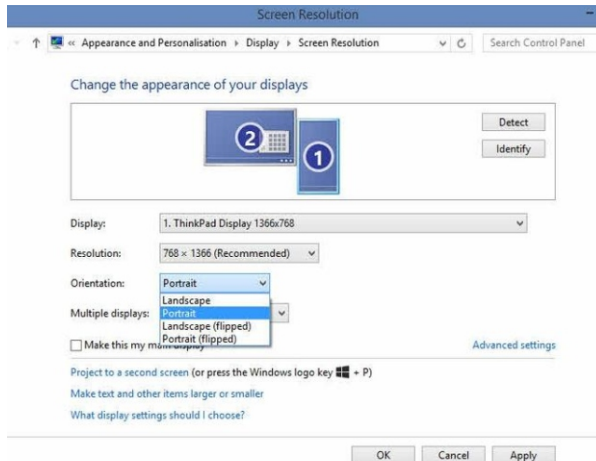 Screen Resolution
« Appearance and Personalisation Display Screen Resolution Search Control Panel
Change the appearance of your displays
2
1
Detect
Identify
Display: 1. ThinkPad Display 1366x768
Resolution: 768 × 1366 (Recommended)
Orientation: Portrait
Landscape
Multiple displays: Portrait
Landscape (flipped)
Make this my Portrait (flipped)
Advanced settings
Project to a second screen (or press the Windows logo key + P)
Make text and other items larger or smaller
What display settings should I choose?
OK Cancel Apply